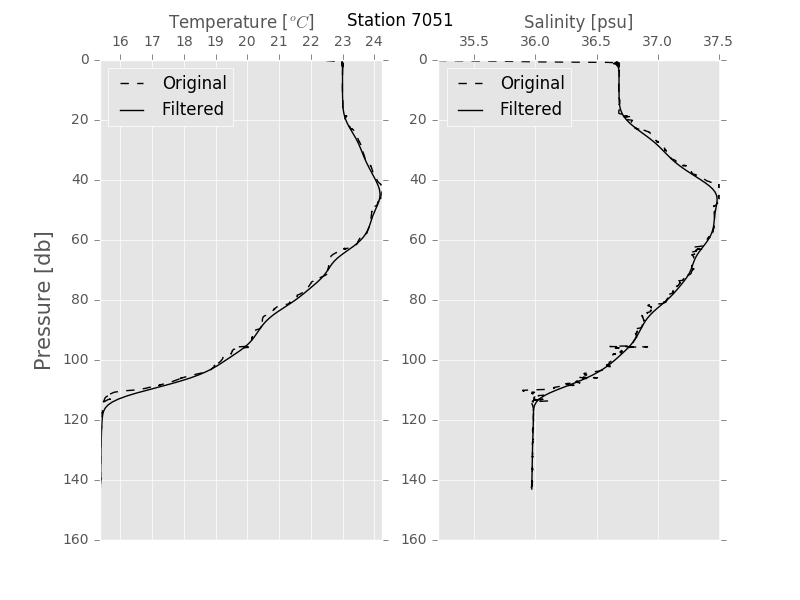 Station 7051
Temperature [°C]
16 17 18 19 20 21 22 23 24
Original
Filtered
0
20
40
60
80
100
120
140
160
Pressure [db]
Salinity [psu]
35.5 36.0 36.5 37.0 37.5
Original
Filtered
0
20
40
60
80
100
120
140
160